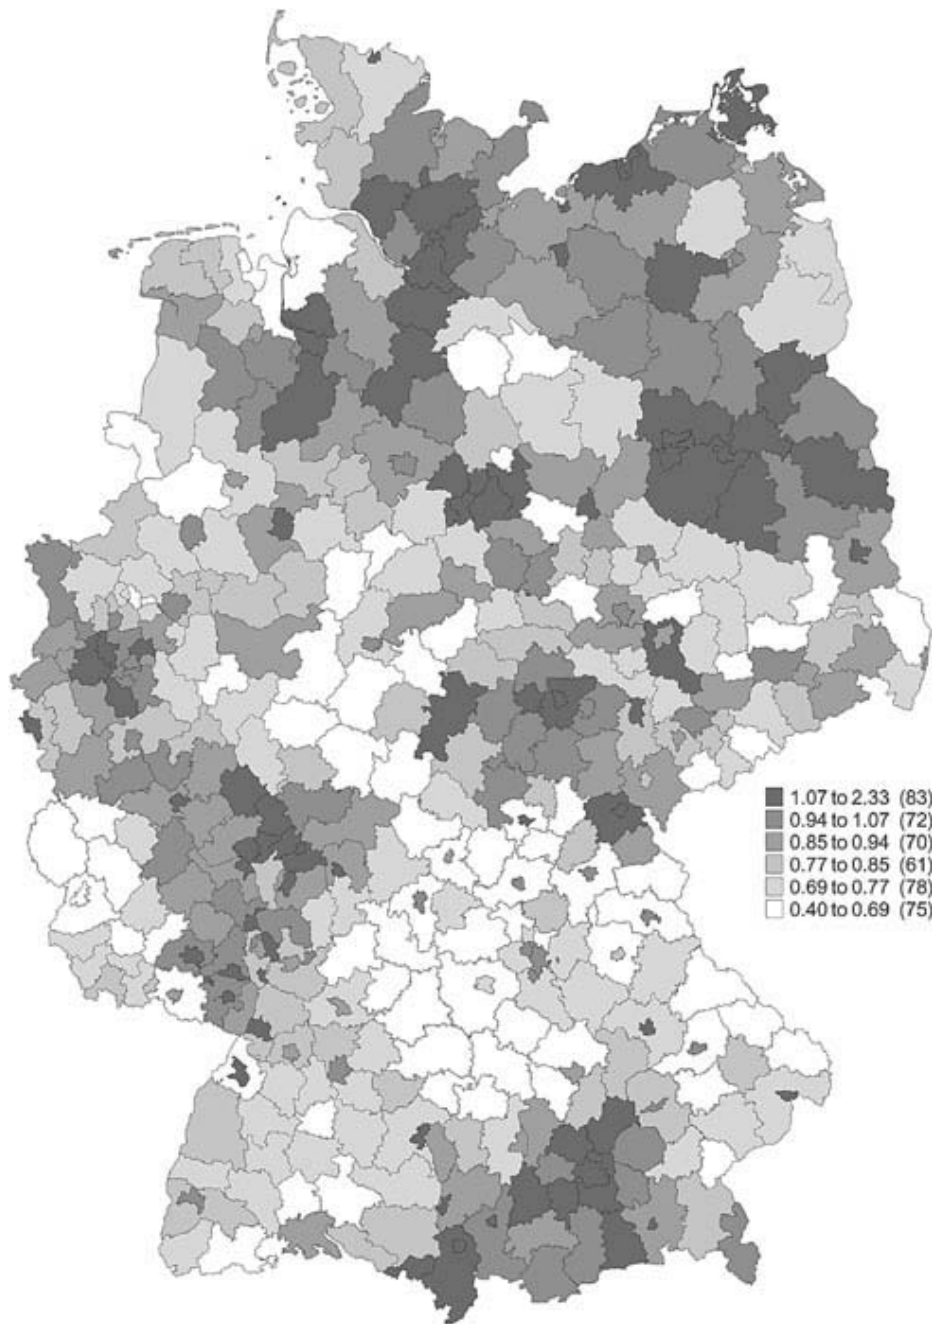 1.07 to 2.33 (83)
0.94 to 1.07 (72)
0.85 to 0.94 (70)
0.77 to 0.85 (61)
0.69 to 0.77 (78)
0.40 to 0.69 (75)